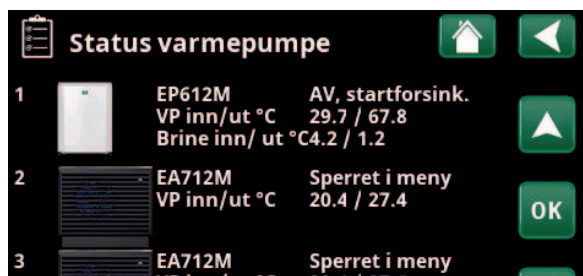 Status varmepumpe
1 EP612M AV, startforsink.
VP inn/ut °C 29.7 / 67.8
Brine inn/ ut °C4.2 / 1.2
2 EA712M Sperret i meny
VP inn/ut °C 20.4 / 27.4
OK
3 EA712M Sperret i meny